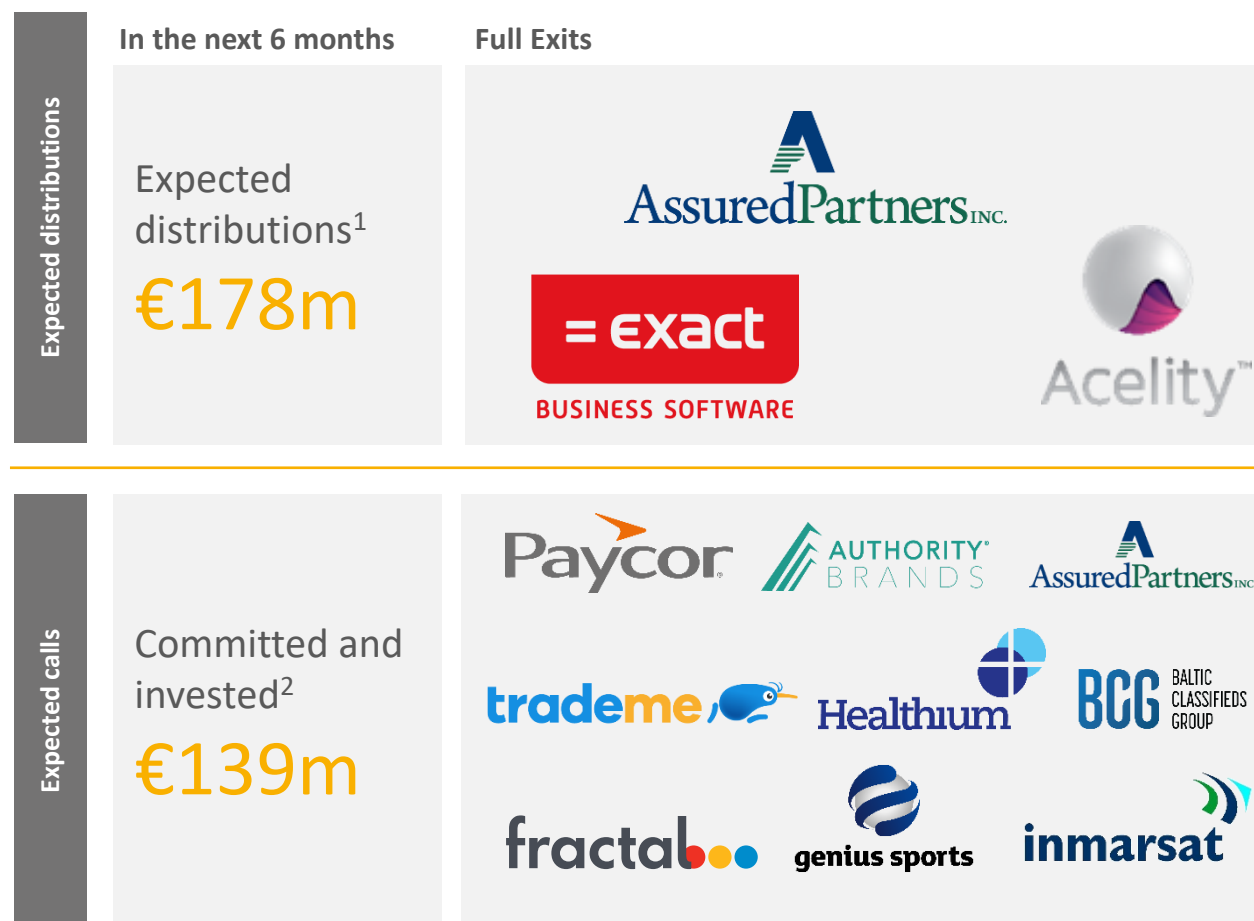 In the next 6 months
Full Exits
Expected distributions
Expected
distributions¹
€178m
AssuredPartners INC.
= exact
BUSINESS SOFTWARE
Acelity™
Expected calls
Committed and
invested²
€139m
Paycor®
AUTHORITY®
BRANDS
AssuredPartners INC
trademe
Healthium
BCG BALTIC
CLASSIFIEDS
GROUP
fractal
genius sports
inmarsat